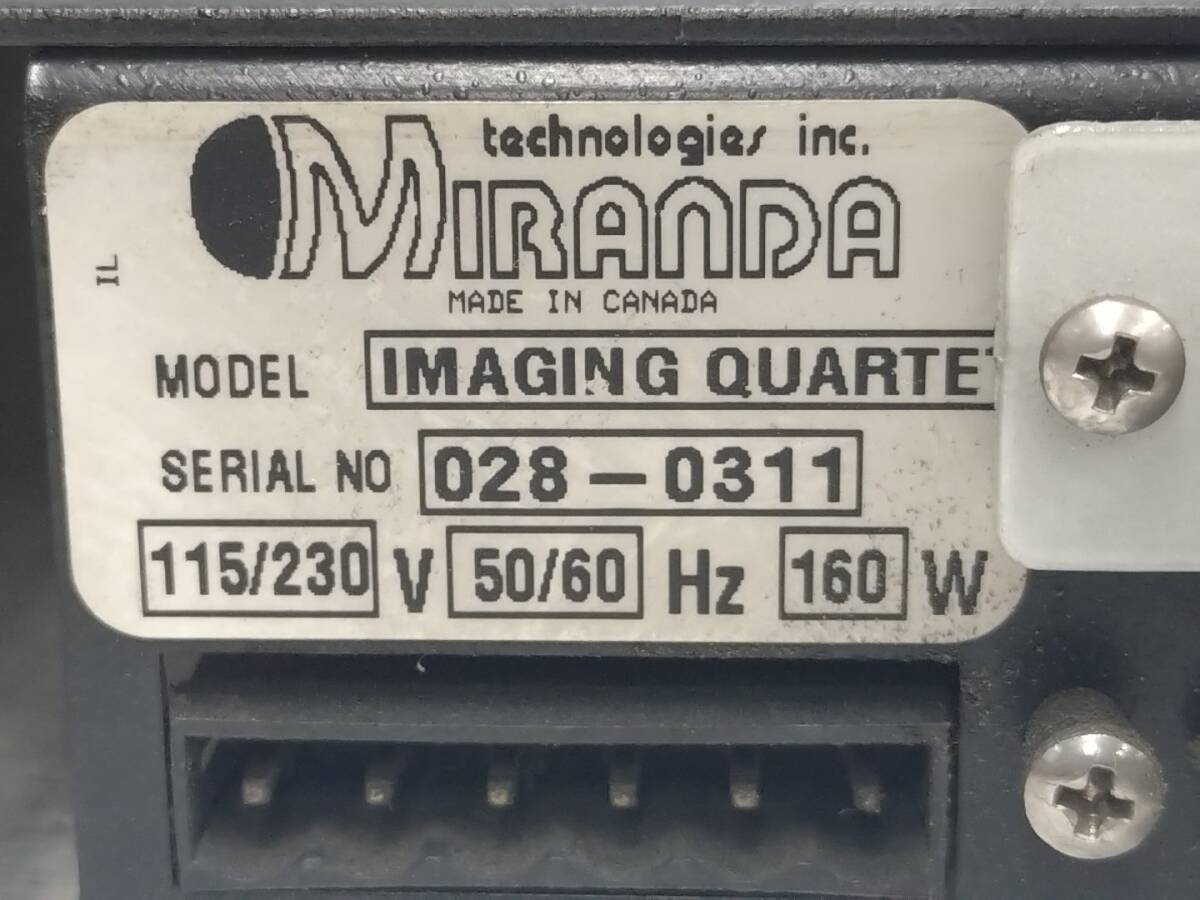 technologies inc.
MIRANDA
MADE IN CANADA
IL
MODEL IMAGING QUARTET
SERIAL NO 028-0311
115/230 V 50/60 Hz 160 W